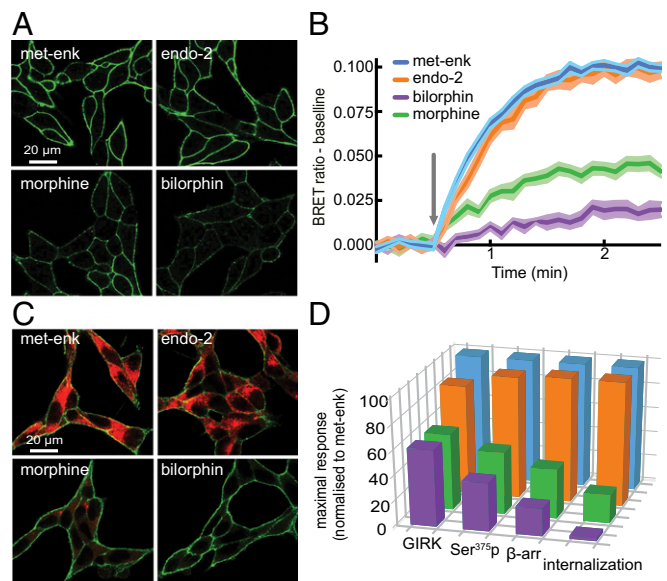 A
met-enk
endo-2
20 µm
morphine
bilorphin
B
BRET ratio - baseline
0.100
0.075
0.050
0.025
0.000
met-enk
endo-2
bilorphin
morphine
1
2
Time (min)
C
met-enk
endo-2
20 µm
morphine
bilorphin
D
maximal response
(normalised to met-enk)
100
80
60
40
20
0
GIRK
Ser³⁷⁵p
β-arr
internalization